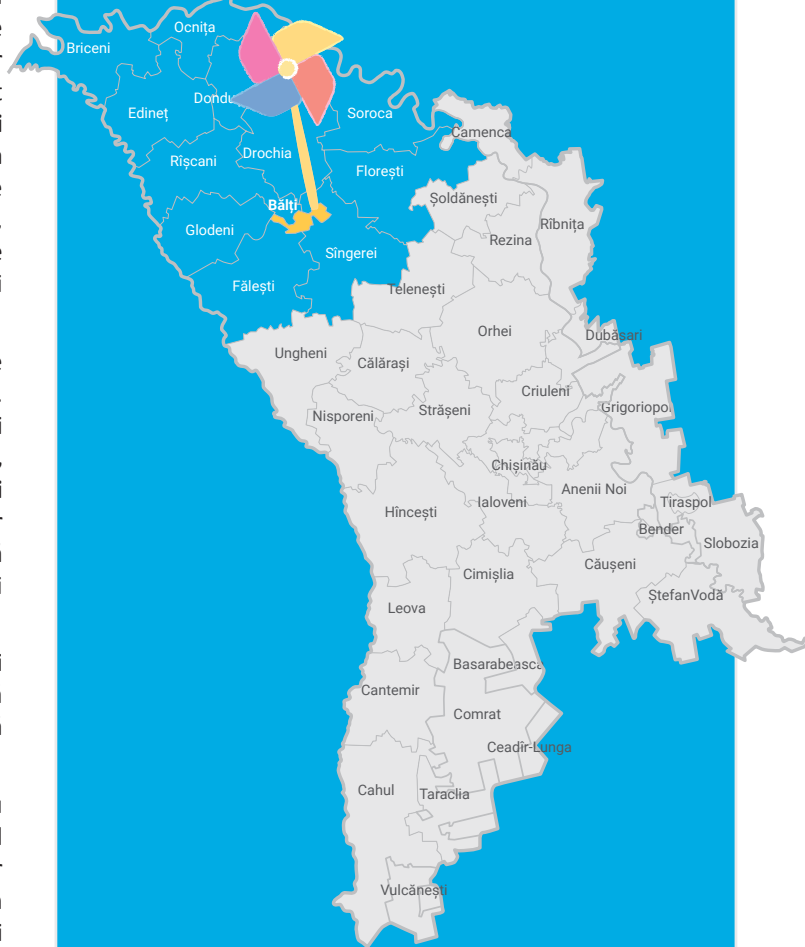 Ocnița
Briceni
Dondu
Edineț
Soroca
Camenca
Drochia
Rîșcani
Florești
Șoldănești
Bălți
Rîbnița
Glodeni
Rezina
Sîngerei
Fălești
Telenești
Orhei
Dubăsari
Ungheni
Călărași
Criuleni
Grigoriopol
Strășeni
Nisporeni
Chișinău
Anenii Noi
Ialoveni
Tiraspol
Hîncești
Bender
Slobozia
Căușeni
Cimișlia
ȘtefanVodă
Leova
Basarabeasca
Cantemir
Comrat
Ceadîr-Lunga
Cahul
Taraclia
Vulcănești